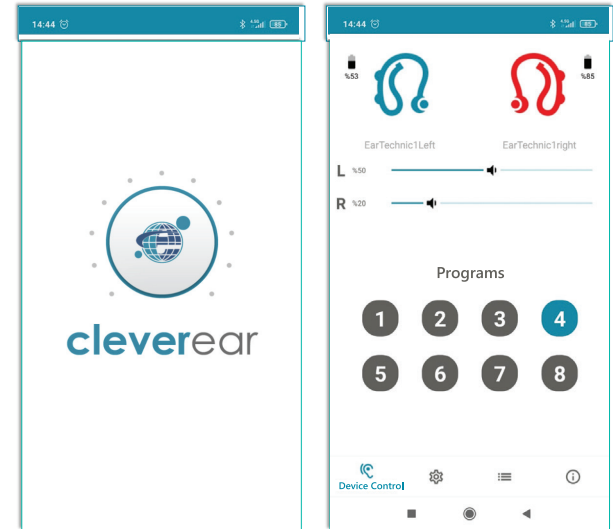 14:44
cleverear
14:44
%53
%85
EarTechnic1Left
EarTechnic1right
L %50
R %20
Programs
1 2 3 4
5 6 7 8
Device Control